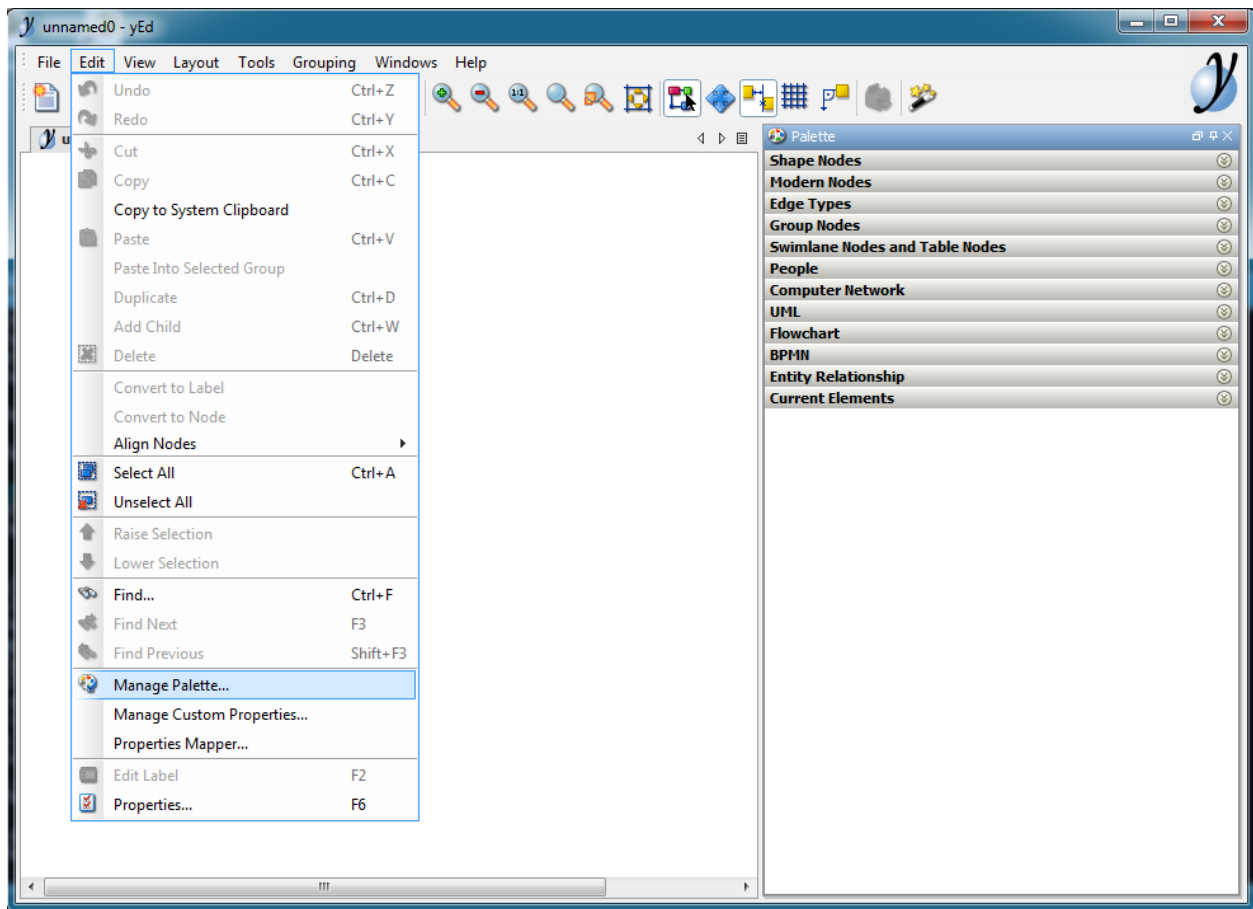 unnamed0 - yEd
File Edit View Layout Tools Grouping Windows Help
Undo Ctrl+Z
Redo Ctrl+Y
Cut Ctrl+X
Copy Ctrl+C
Copy to System Clipboard
Paste Ctrl+V
Paste Into Selected Group
Duplicate Ctrl+D
Add Child Ctrl+W
Delete Delete
Convert to Label
Convert to Node
Align Nodes
Select All Ctrl+A
Unselect All
Raise Selection
Lower Selection
Find... Ctrl+F
Find Next F3
Find Previous Shift+F3
Manage Palette...
Manage Custom Properties...
Properties Mapper...
Edit Label F2
Properties... F6
1:1
u
Palette
Shape Nodes
Modern Nodes
Edge Types
Group Nodes
Swimlane Nodes and Table Nodes
People
Computer Network
UML
Flowchart
BPMN
Entity Relationship
Current Elements